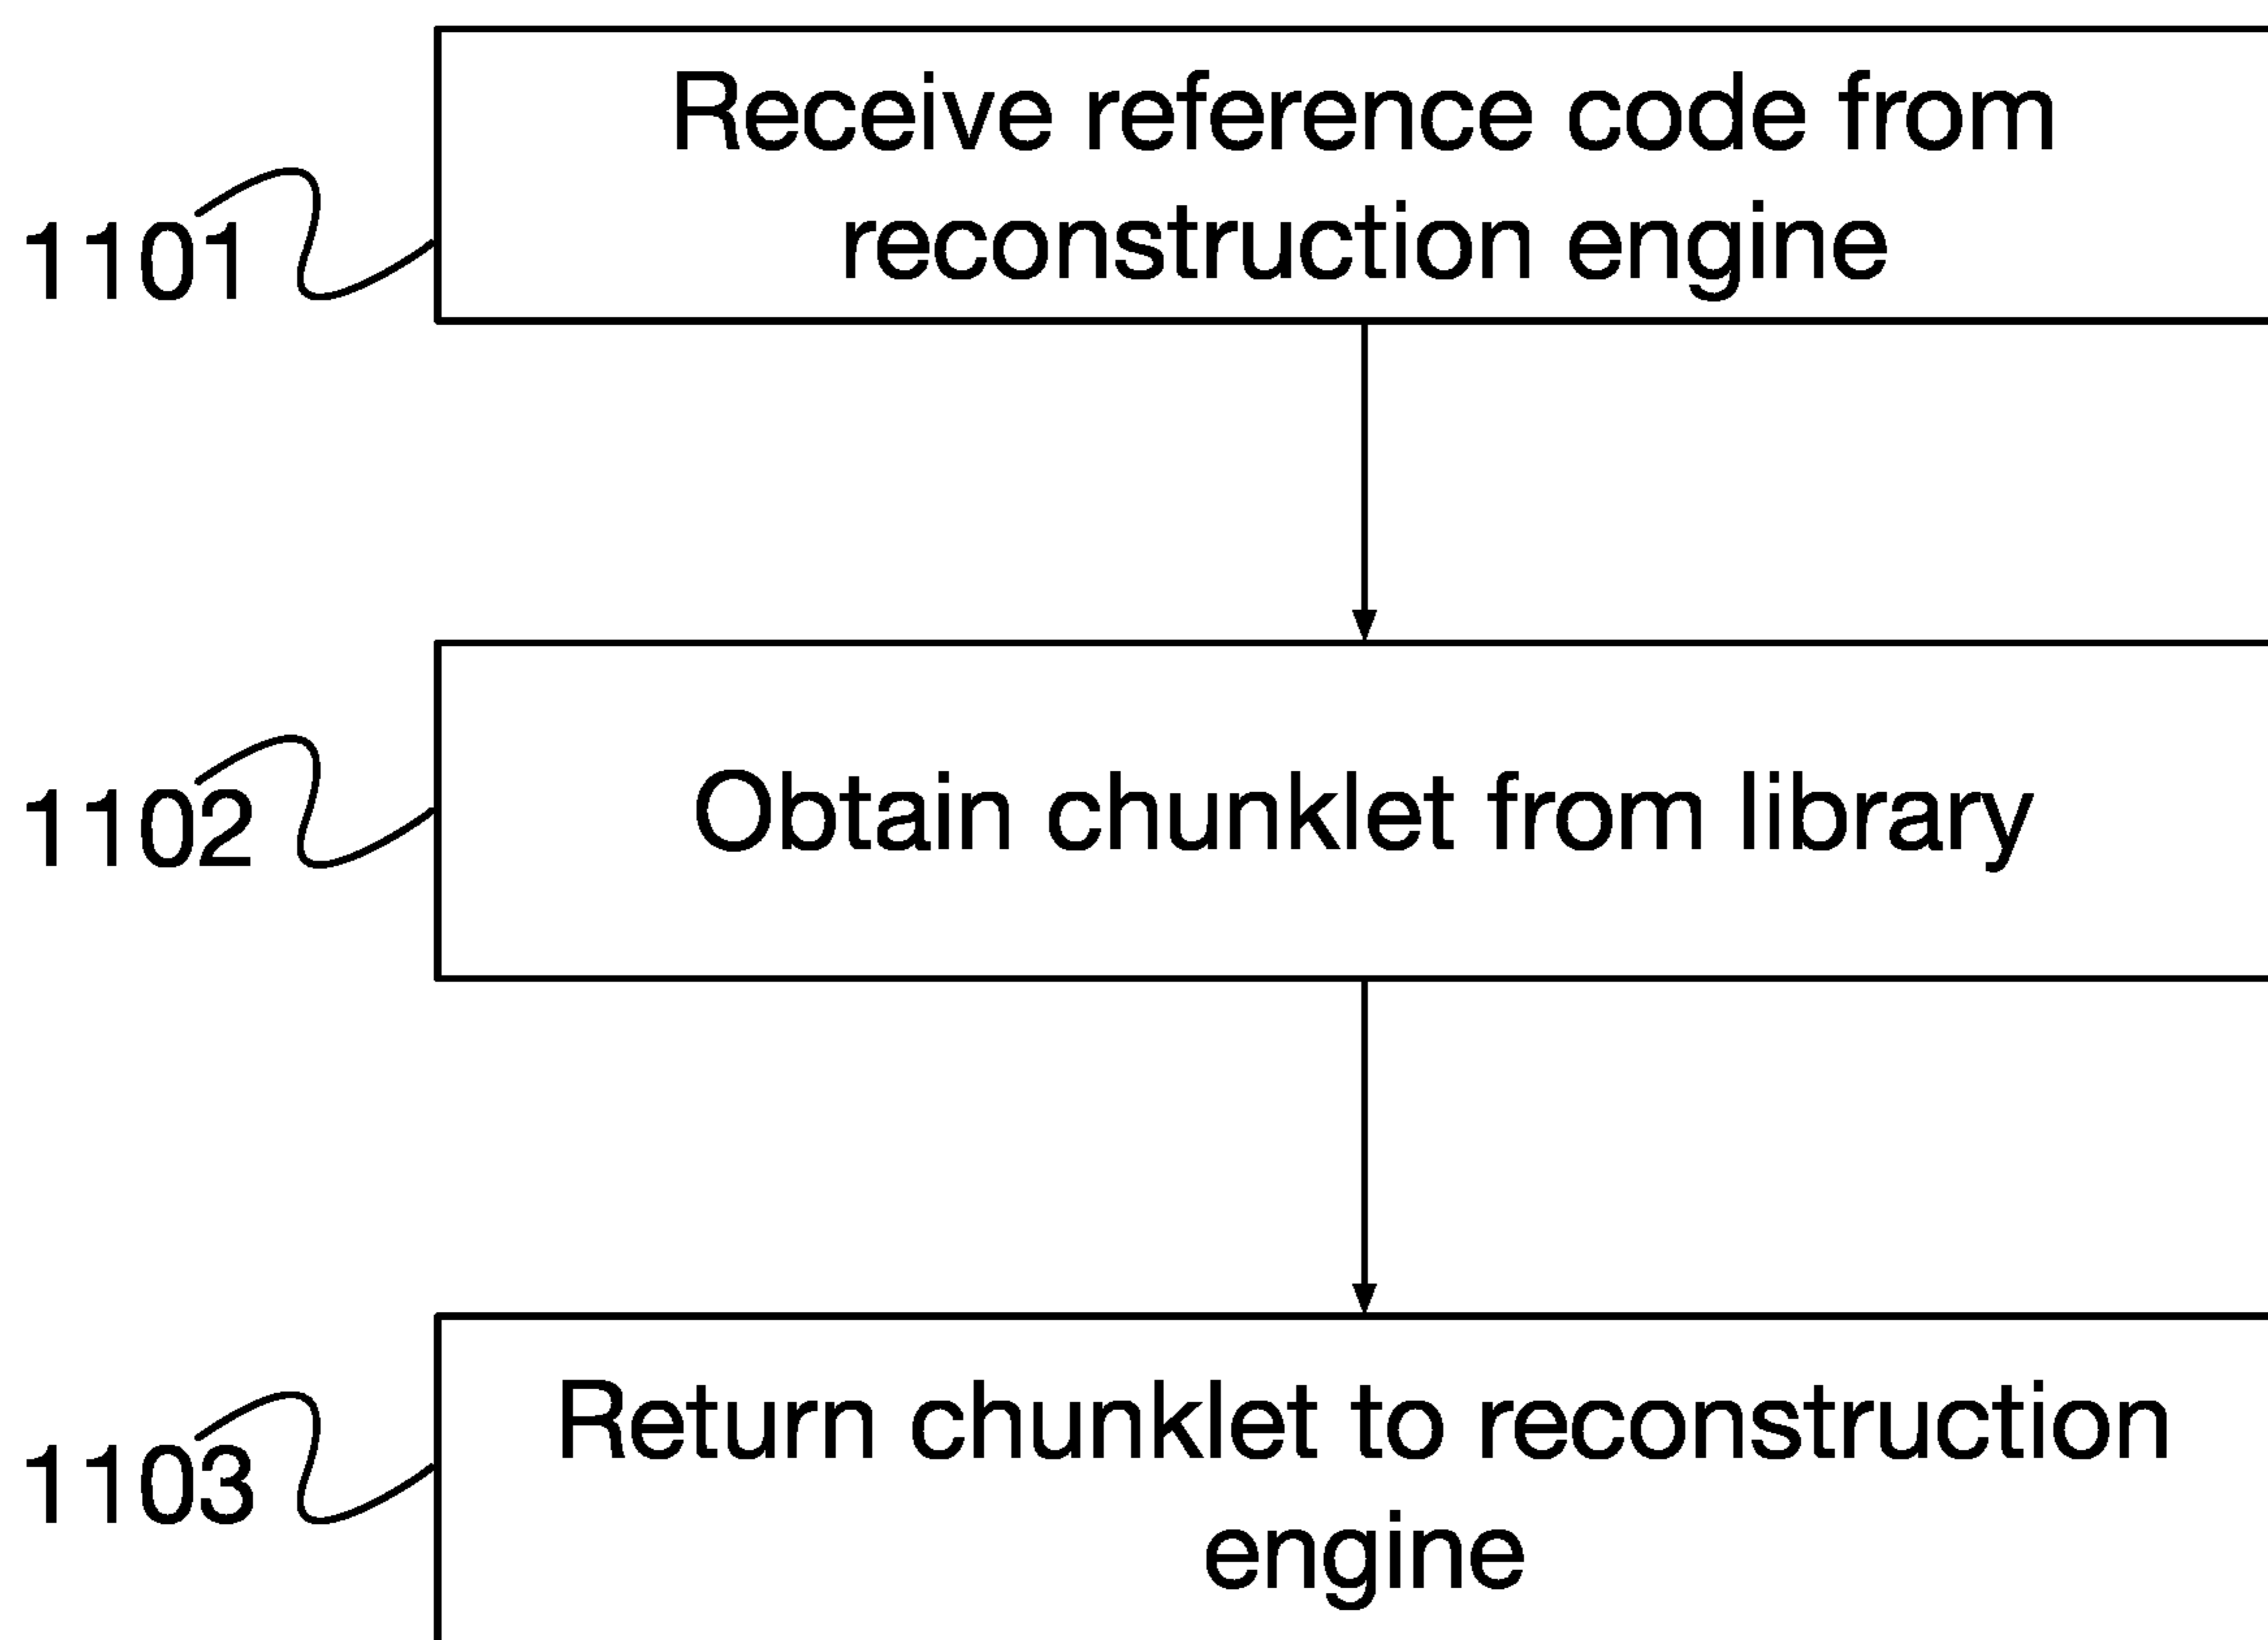 Receive reference code from
reconstruction engine
1101
Obtain chunklet from library
1102
Return chunklet to reconstruction
engine
1103